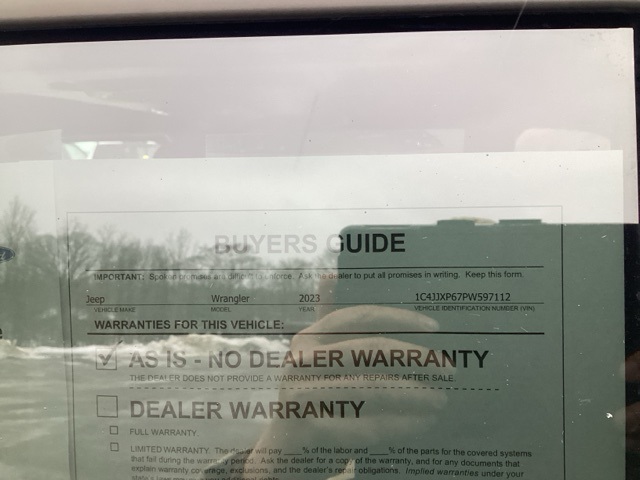 BUYERS GUIDE
IMPORTANT: Spoken promises are difficult to enforce. Ask the dealer to put all promises in writing. Keep this form.
Jeep Wrangler 2023 1C4JJXP67PW597112
VEHICLE MAKE MODEL YEAR VEHICLE IDENTIFICATION NUMBER (VIN)
WARRANTIES FOR THIS VEHICLE:
AS IS - NO DEALER WARRANTY
THE DEALER DOES NOT PROVIDE A WARRANTY FOR ANY REPAIRS AFTER SALE.
DEALER WARRANTY
FULL WARRANTY.
LIMITED WARRANTY. The dealer will pay ____% of the labor and ____% of the parts for the covered systems
that fail during the warranty period. Ask the dealer for a copy of the warranty, and for any documents that
explain warranty coverage, exclusions, and the dealer's repair obligations. Implied warranties under your